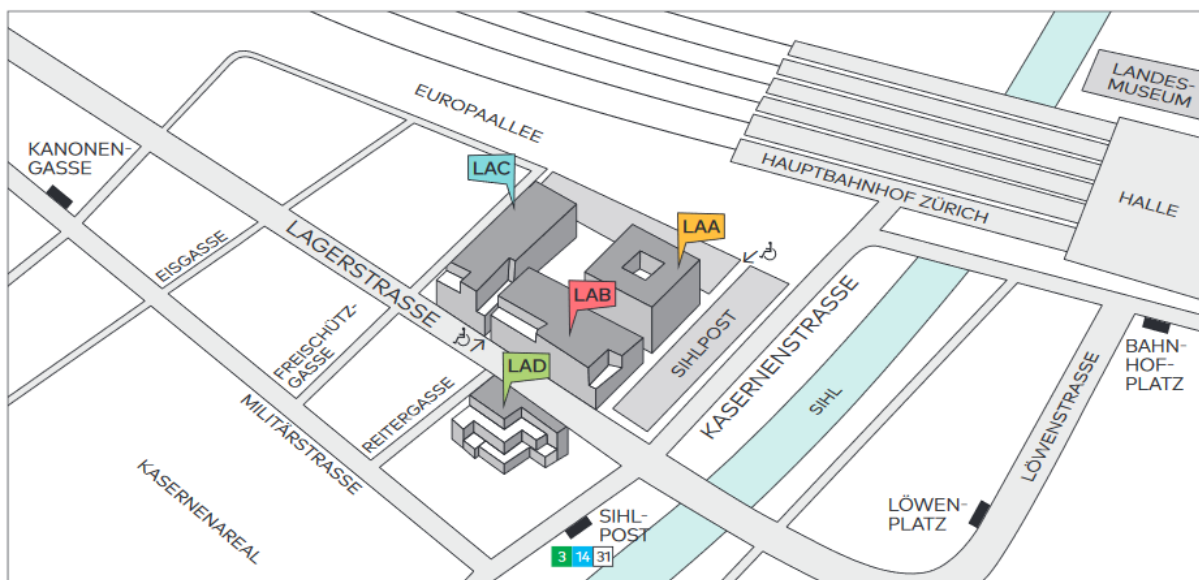 LANDES-
MUSEUM
EUROPAALLEE
KANONEN-
GASSE
LAC
HAUPTBAHNHOF ZÜRICH
HALLE
LAA
EISGASSE
LAGERSTRASSE
LAB
SIHLPOST
KASERNENSTRASSE
FREISCHÜTZ-
GASSE
LAD
BAHN-
HOF-
PLATZ
SIHL
LÖWENSTRASSE
REITERGASSE
MILITÄRSTRASSE
KASERNENAREAL
SIHL-
POST
3 14 31
LÖWEN-
PLATZ